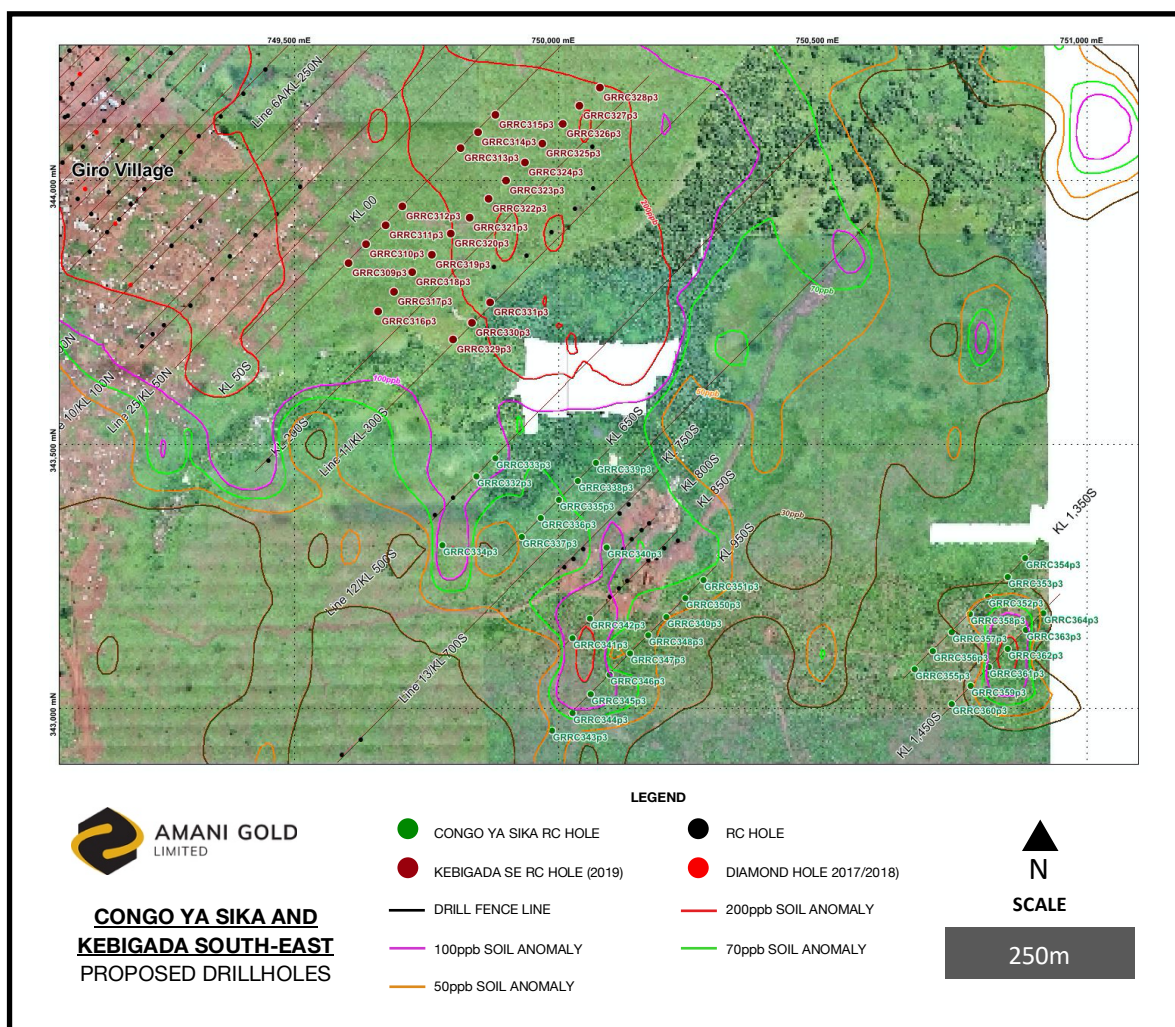 749,500 mE
750,000 mE
750,500 mE
751,000 mE
344,000 mN
343,500 mN
343,000 mN
Line 6A/KL 250N
Giro Village
KL 00
GRRC328p3
GRRC327p3
GRRC315p3
GRRC326p3
GRRC314p3
GRRC325p3
GRRC313p3
GRRC324p3
GRRC323p3
GRRC322p3
GRRC312p3
GRRC321p3
GRRC311p3
GRRC320p3
GRRC310p3
GRRC319p3
GRRC309p3
GRRC318p3
GRRC317p3
GRRC331p3
GRRC316p3
GRRC330p3
GRRC329p3
200ppb
70ppb
100ppb
50ppb
30ppb
KL 50S
Line 25/KL 50N
KL 200S
Line 11/KL 300S
Line 12/KL 500S
Line 13/KL 700S
KL 650S
KL 750S
KL 800S
KL 850S
KL 950S
KL 1,350S
KL 1,450S
GRRC333p3
GRRC339p3
GRRC332p3
GRRC338p3
GRRC335p3
GRRC336p3
GRRC337p3
GRRC334p3
GRRC340p3
GRRC351p3
GRRC350p3
GRRC342p3
GRRC349p3
GRRC341p3
GRRC348p3
GRRC347p3
GRRC346p3
GRRC345p3
GRRC344p3
GRRC343p3
GRRC354p3
GRRC353p3
GRRC352p3
GRRC364p3
GRRC358p3
GRRC363p3
GRRC357p3
GRRC362p3
GRRC356p3
GRRC361p3
GRRC355p3
GRRC359p3
GRRC360p3
AMANI GOLD
LIMITED
CONGO YA SIKA AND
KEBIGADA SOUTH-EAST
PROPOSED DRILLHOLES
LEGEND
CONGO YA SIKA RC HOLE
RC HOLE
KEBIGADA SE RC HOLE (2019)
DIAMOND HOLE 2017/2018)
DRILL FENCE LINE
200ppb SOIL ANOMALY
100ppb SOIL ANOMALY
70ppb SOIL ANOMALY
50ppb SOIL ANOMALY
N
SCALE
250m